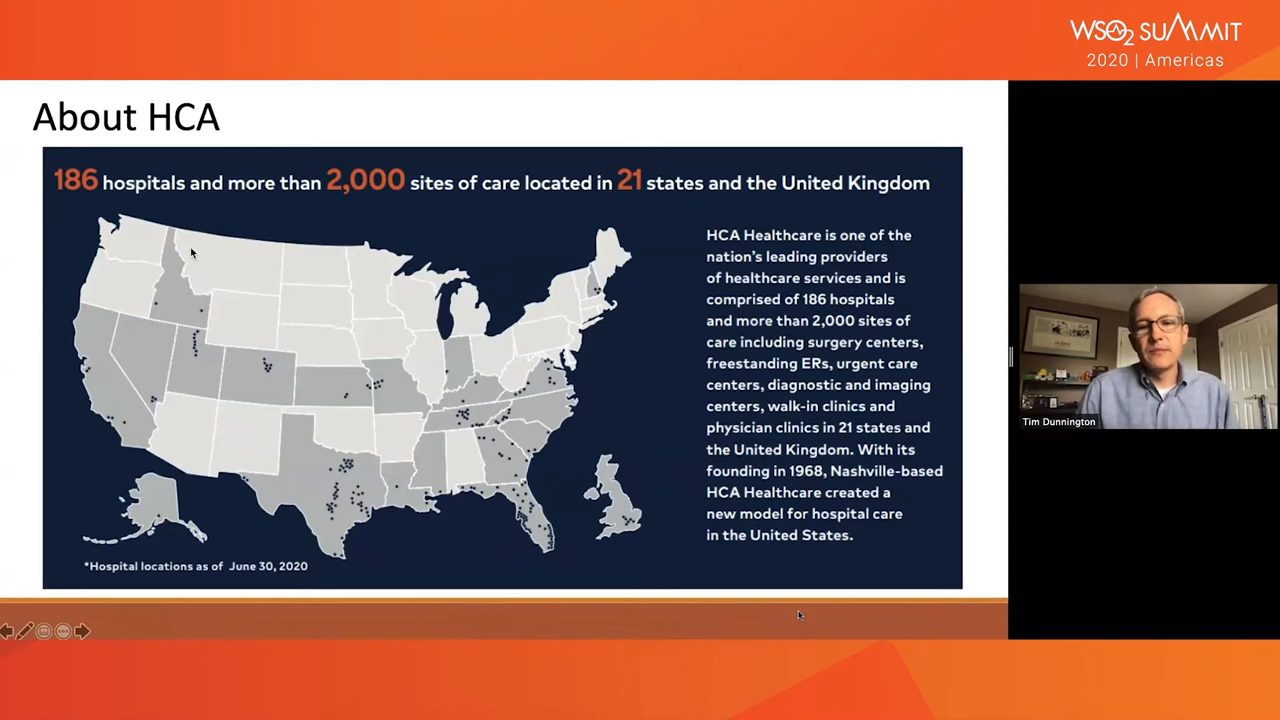 WSO2 SUMMIT
2020 | Americas
About HCA
186 hospitals and more than 2,000 sites of care located in 21 states and the United Kingdom
HCA Healthcare is one of the
nation's leading providers
of healthcare services and is
comprised of 186 hospitals
and more than 2,000 sites of
care including surgery centers,
freestanding ERs, urgent care
centers, diagnostic and imaging
centers, walk-in clinics and
physician clinics in 21 states and
the United Kingdom. With its
founding in 1968, Nashville-based
HCA Healthcare created a
new model for hospital care
in the United States.
*Hospital locations as of June 30, 2020
Tim Dunnington